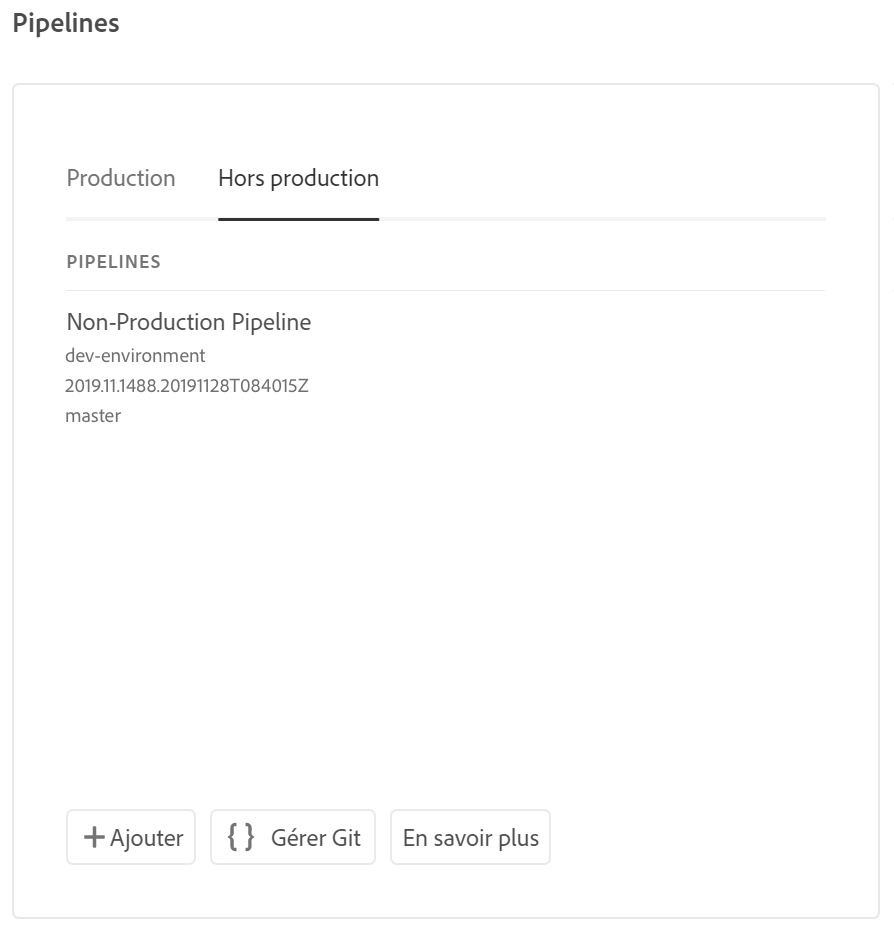 Pipelines
Production Hors production
PIPELINES
Non-Production Pipeline
dev-environment
2019.11.1488.20191128T084015Z
master
Ajouter {} Gérer Git En savoir plus